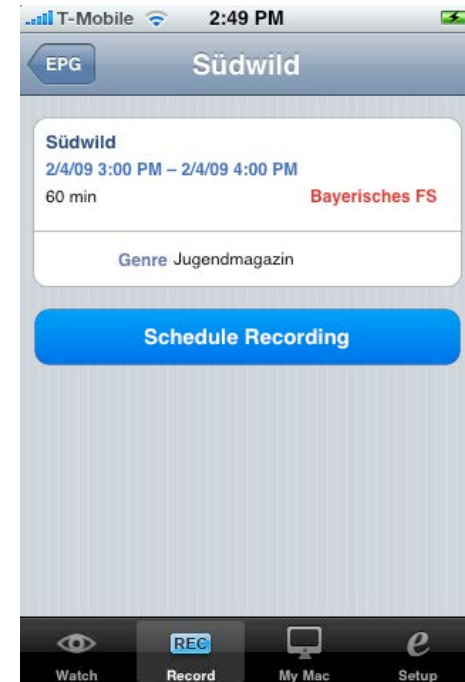 T-Mobile 2:49 PM
EPG Südwild
Südwild
2/4/09 3:00 PM – 2/4/09 4:00 PM
60 min Bayerisches FS
Genre Jugendmagazin
Schedule Recording
REC e
Watch Record My Mac Setup